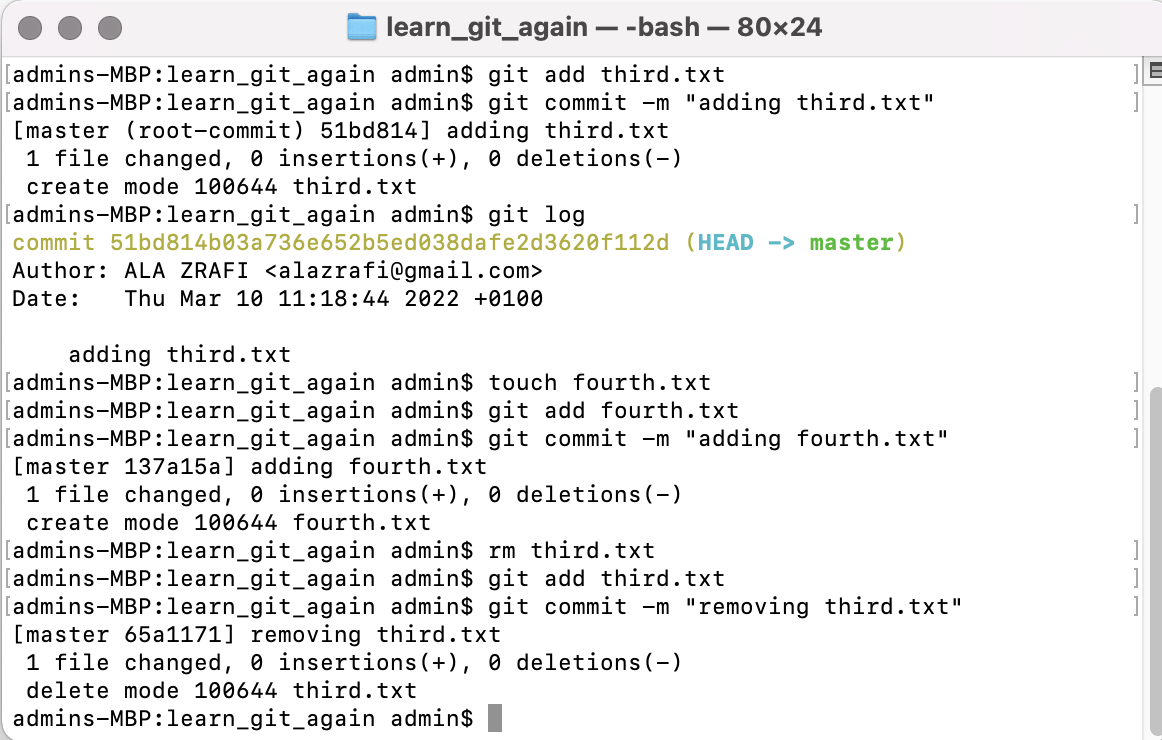 learn_git_again — -bash — 80×24
[admins-MBP:learn_git_again admin$ git add third.txt ]
[admins-MBP:learn_git_again admin$ git commit -m "adding third.txt" ]
[master (root-commit) 51bd814] adding third.txt
 1 file changed, 0 insertions(+), 0 deletions(-)
 create mode 100644 third.txt
[admins-MBP:learn_git_again admin$ git log ]
commit 51bd814b03a736e652b5ed038dafe2d3620f112d (HEAD -> master)
Author: ALA ZRAFI <alazrafi@gmail.com>
Date:   Thu Mar 10 11:18:44 2022 +0100

    adding third.txt
[admins-MBP:learn_git_again admin$ touch fourth.txt ]
[admins-MBP:learn_git_again admin$ git add fourth.txt ]
[admins-MBP:learn_git_again admin$ git commit -m "adding fourth.txt" ]
[master 137a15a] adding fourth.txt
 1 file changed, 0 insertions(+), 0 deletions(-)
 create mode 100644 fourth.txt
[admins-MBP:learn_git_again admin$ rm third.txt ]
[admins-MBP:learn_git_again admin$ git add third.txt ]
[admins-MBP:learn_git_again admin$ git commit -m "removing third.txt" ]
[master 65a1171] removing third.txt
 1 file changed, 0 insertions(+), 0 deletions(-)
 delete mode 100644 third.txt
admins-MBP:learn_git_again admin$